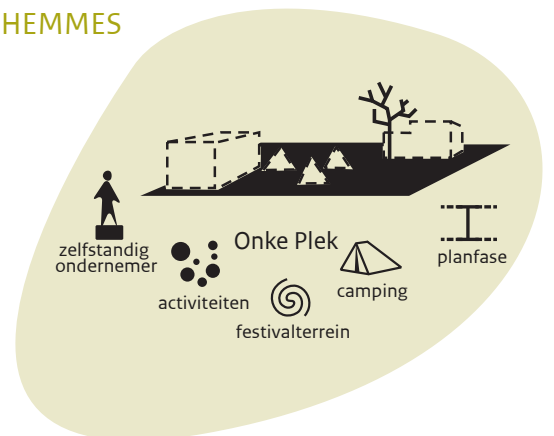 HEMMES
zelfstandig
ondernemer
Onke Plek
planfase
activiteiten
camping
festivalterrein